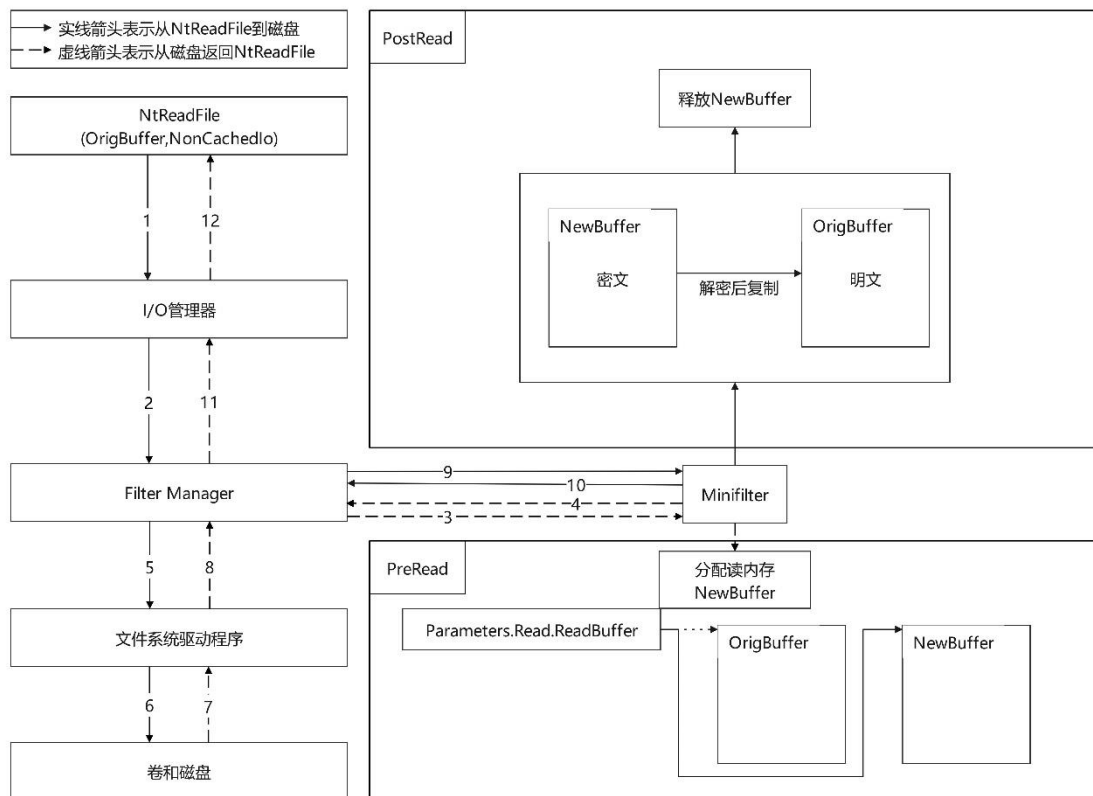 实线箭头表示从NtReadFile到磁盘
虚线箭头表示从磁盘返回NtReadFile
NtReadFile
(OrigBuffer,NonCachedIo)
1
12
I/O管理器
2
11
Filter Manager
9
10
4
3
Minifilter
5
8
文件系统驱动程序
6
7
卷和磁盘
PostRead
释放NewBuffer
NewBuffer
密文
解密后复制
OrigBuffer
明文
PreRead
分配读内存
NewBuffer
Parameters.Read.ReadBuffer
OrigBuffer
NewBuffer